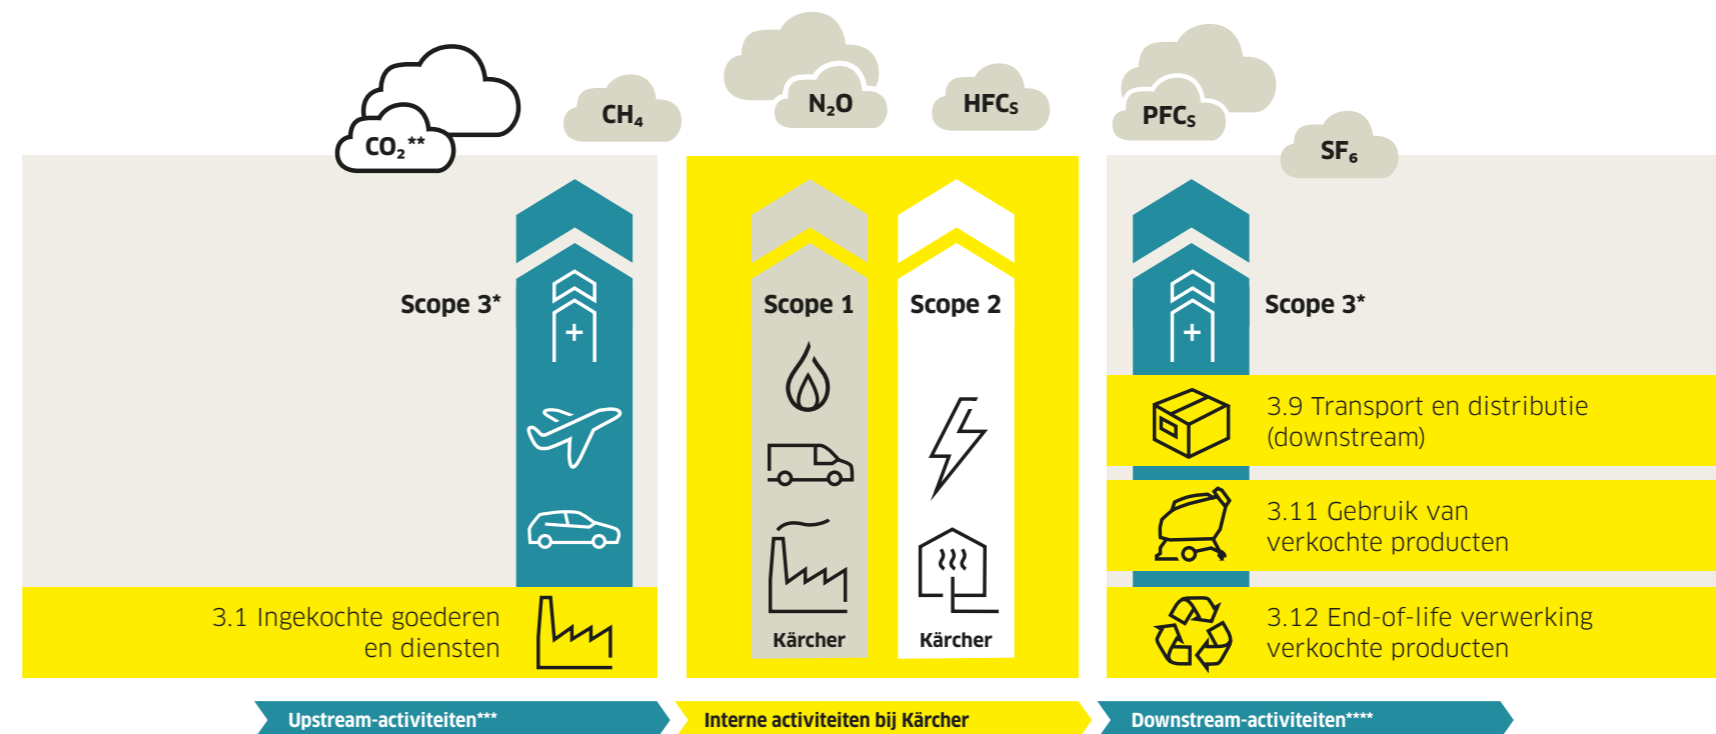 CO₂**
CH₄
N₂O
HFCs
PFCs
SF₆
Scope 3*
+
3.1 Ingekochte goederen
en diensten
Scope 1
Kärcher
Scope 2
Kärcher
Scope 3*
+
3.9 Transport en distributie
(downstream)
3.11 Gebruik van
verkochte producten
3.12 End-of-life verwerking
verkochte producten
Upstream-activiteiten***
Interne activiteiten bij Kärcher
Downstream-activiteiten****